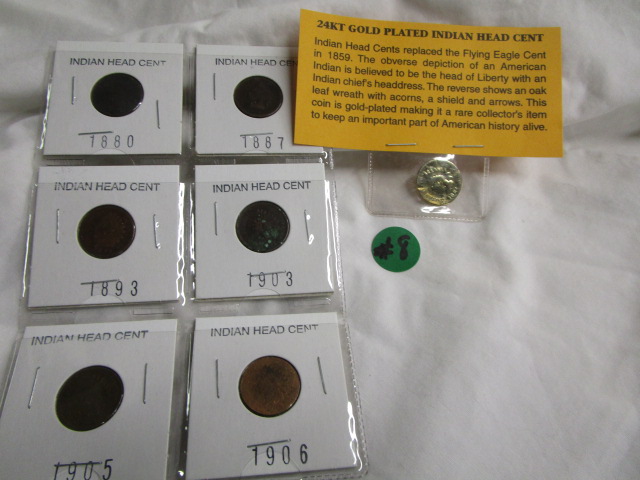 24KT GOLD PLATED INDIAN HEAD CENT
Indian Head Cents replaced the Flying Eagle Cent
in 1859. The obverse depiction of an American
Indian is believed to be the head of Liberty with an
Indian chief's headdress. The reverse shows an oak
leaf wreath with acorns, a shield and arrows. This
coin is gold-plated making it a rare collector's item
to keep an important part of American history alive.
INDIAN HEAD CENT
1880
INDIAN HEAD CENT
1887
INDIAN HEAD CENT
1893
INDIAN HEAD CENT
1903
INDIAN HEAD CENT
1905
INDIAN HEAD CENT
1906
#8